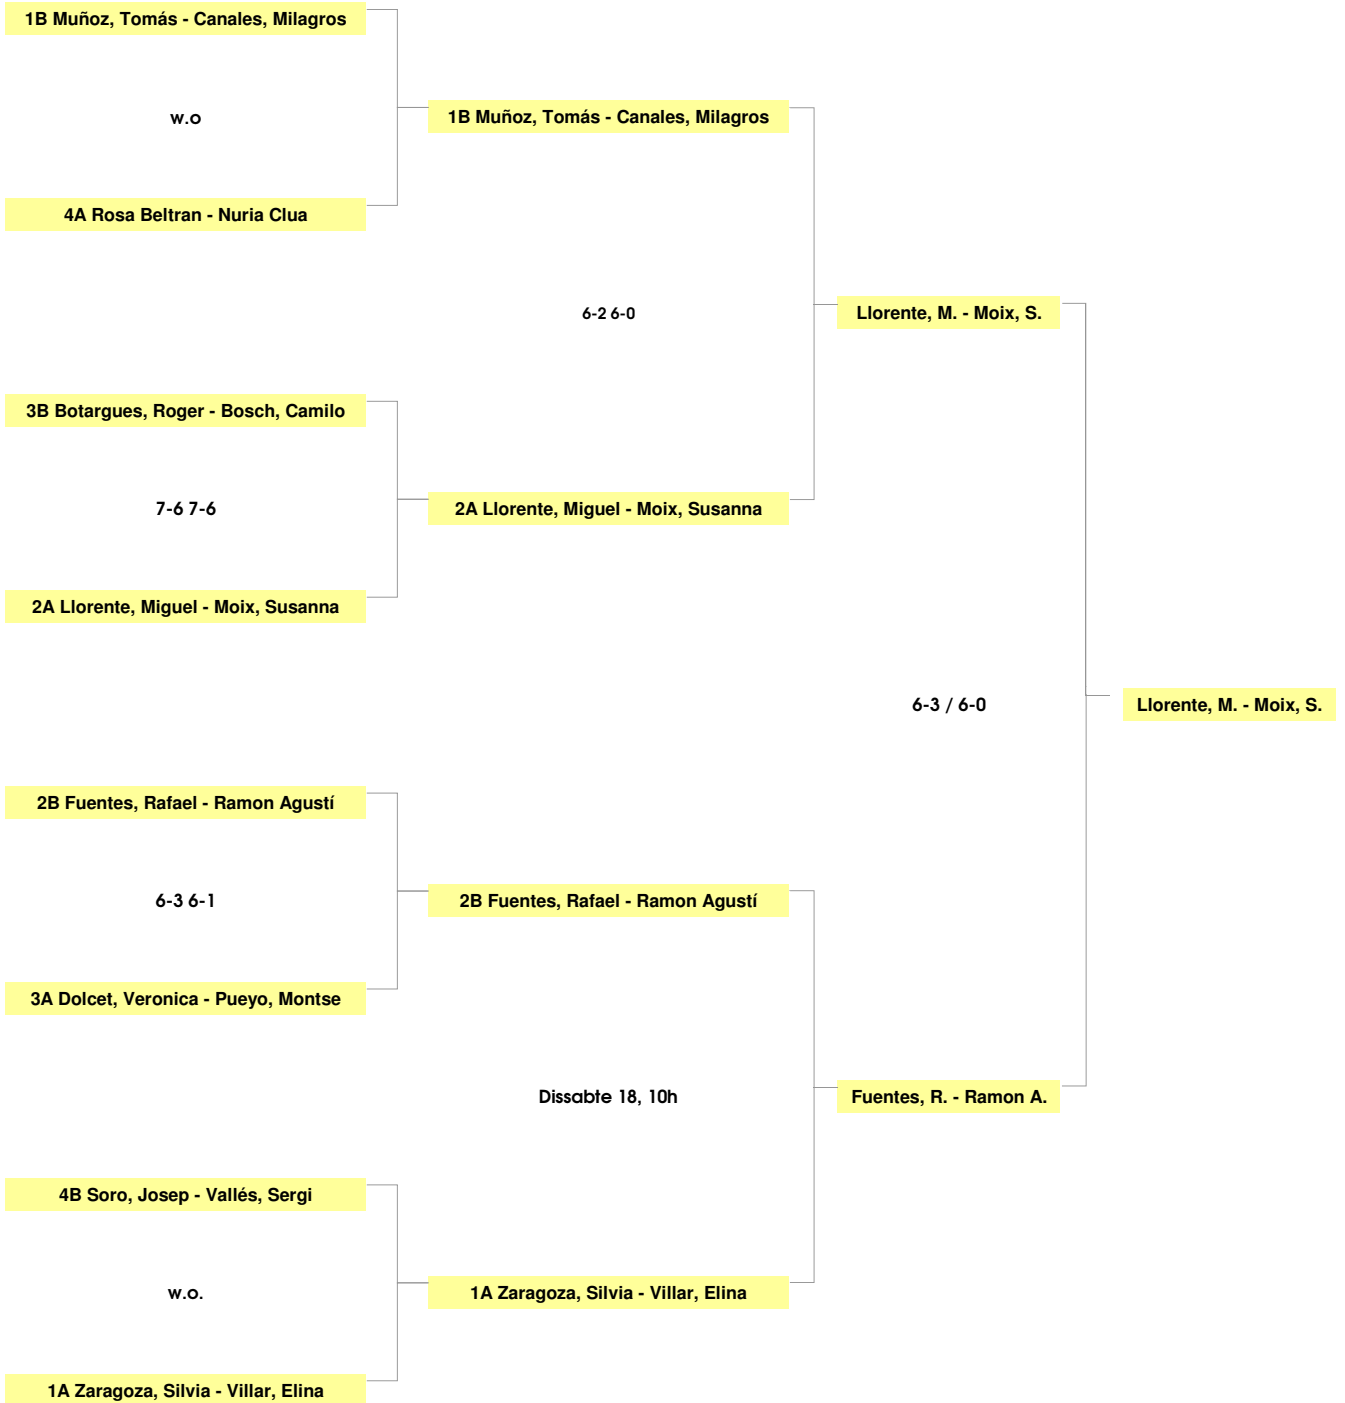 1B Muñoz, Tomás - Canales, Milagros
w.o
1B Muñoz, Tomás - Canales, Milagros
4A Rosa Beltran - Nuria Clua
6-2 6-0
Llorente, M. - Moix, S.
3B Botargues, Roger - Bosch, Camilo
7-6 7-6
2A Llorente, Miguel - Moix, Susanna
2A Llorente, Miguel - Moix, Susanna
6-3 / 6-0
Llorente, M. - Moix, S.
2B Fuentes, Rafael - Ramon Agustí
6-3 6-1
2B Fuentes, Rafael - Ramon Agustí
3A Dolcet, Veronica - Pueyo, Montse
Dissabte 18, 10h
Fuentes, R. - Ramon A.
4B Soro, Josep - Vallés, Sergi
w.o.
1A Zaragoza, Silvia - Villar, Elina
1A Zaragoza, Silvia - Villar, Elina